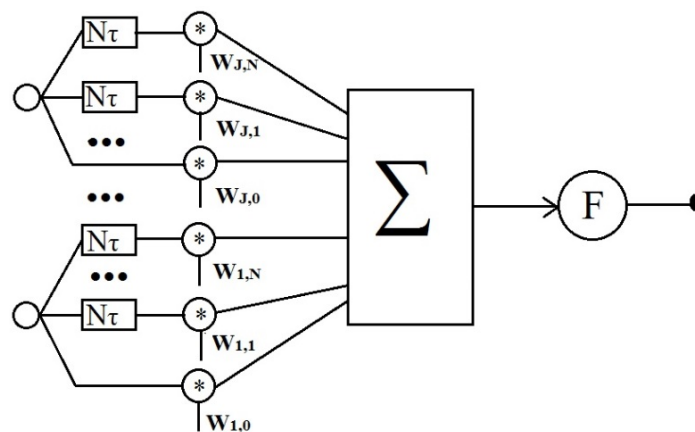 Nτ *
W_J,N
Nτ *
W_J,1
••• *
W_J,0
•••
Σ F
Nτ *
W_1,N
•••
Nτ *
W_1,1
*
W_1,0